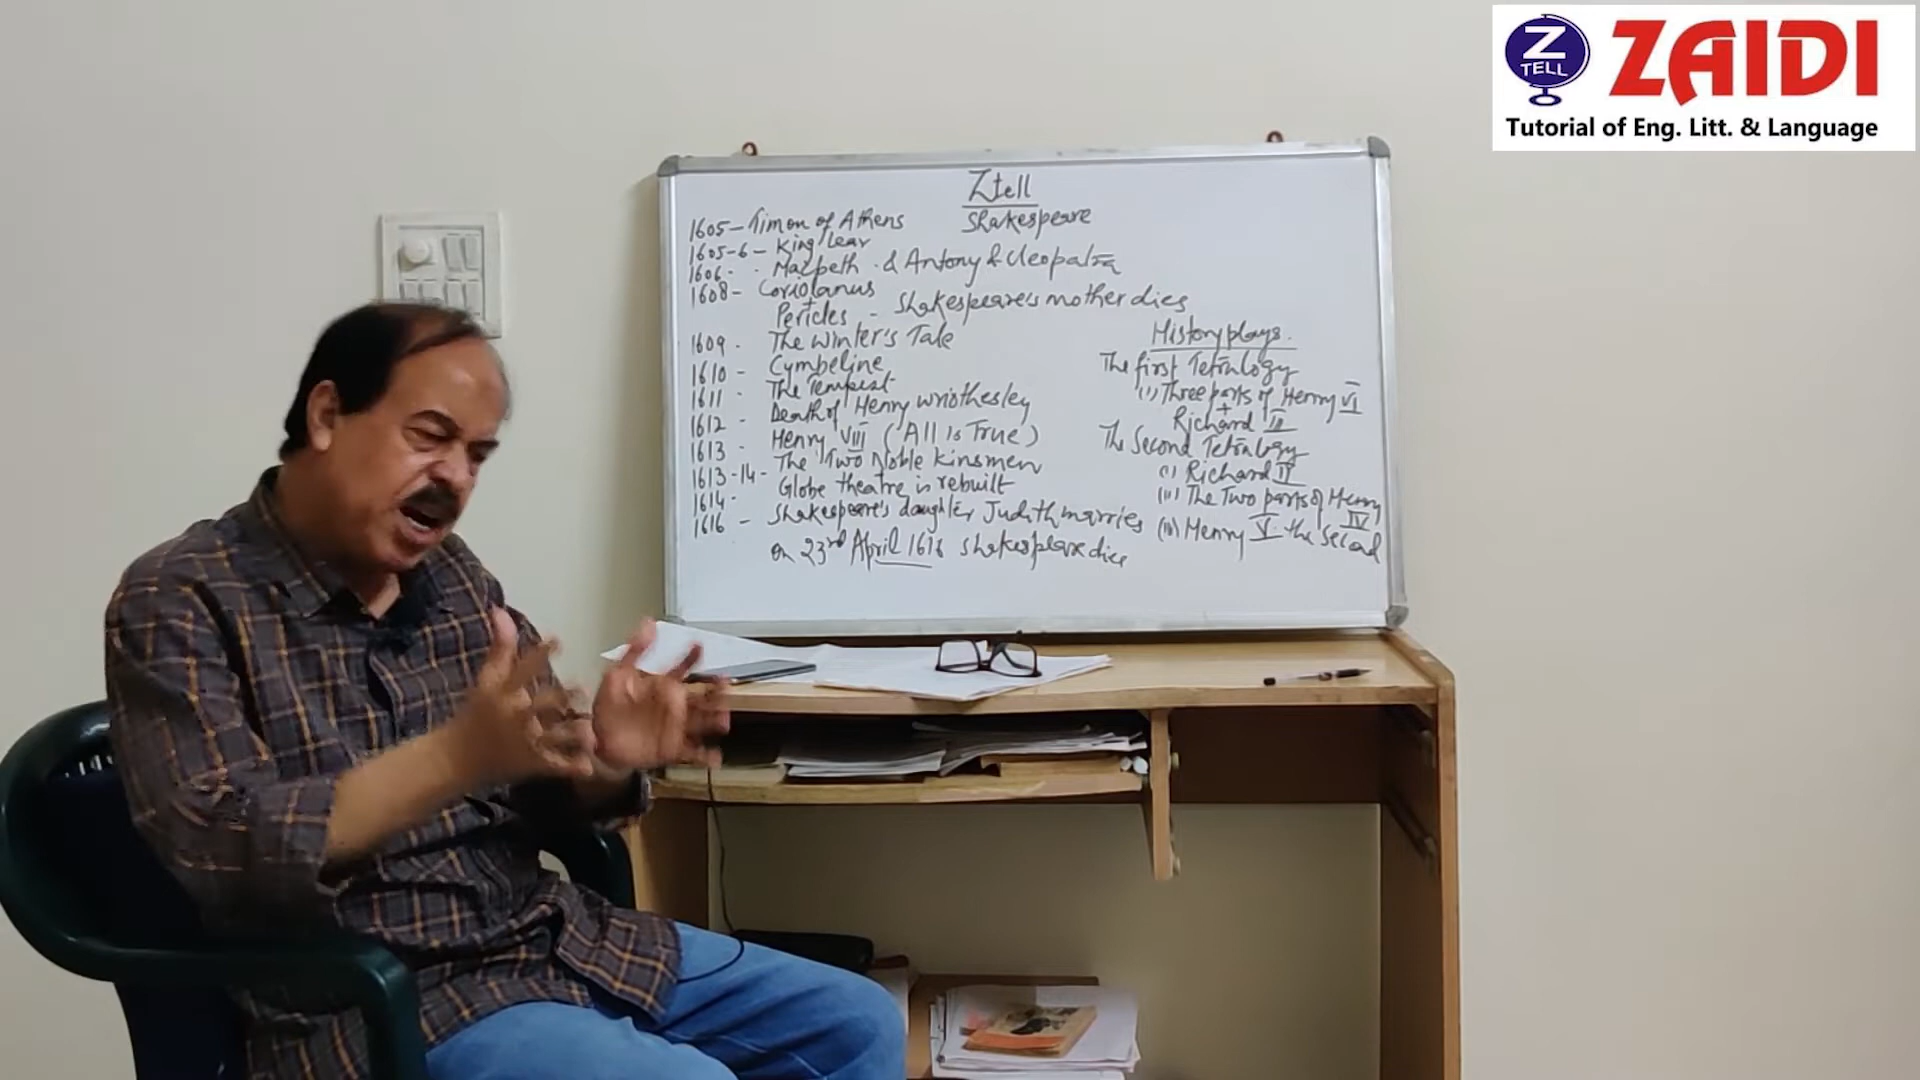 Z
TELL
ZAIDI
Tutorial of Eng. Litt. & Language
Ztell
Shakespeare
1605 - Timon of Athens
1605-6 - King Lear
1606 - Macbeth & Antony & Cleopatra
1608 - Coriolanus
+
Pericles - Shakespeare's mother dies
1609 - The Winter's Tale
1610 - Cymbeline
1611 - The Tempest
1612 - Death of Henry Wriothesley
1613 - Henry VIII (All is True)
1613-14 - The Two Noble Kinsmen
1614 - Globe theatre is rebuilt
1616 - Shakespeare's daughter Judith marries
on 23rd April 1616 Shakespeare dies
History plays.
The first Tetralogy
(i) Three parts of Henry VI
+
Richard III
The Second Tetralogy
(i) Richard II
(ii) The Two parts of Henry
IV
(iii) Henry V the Second